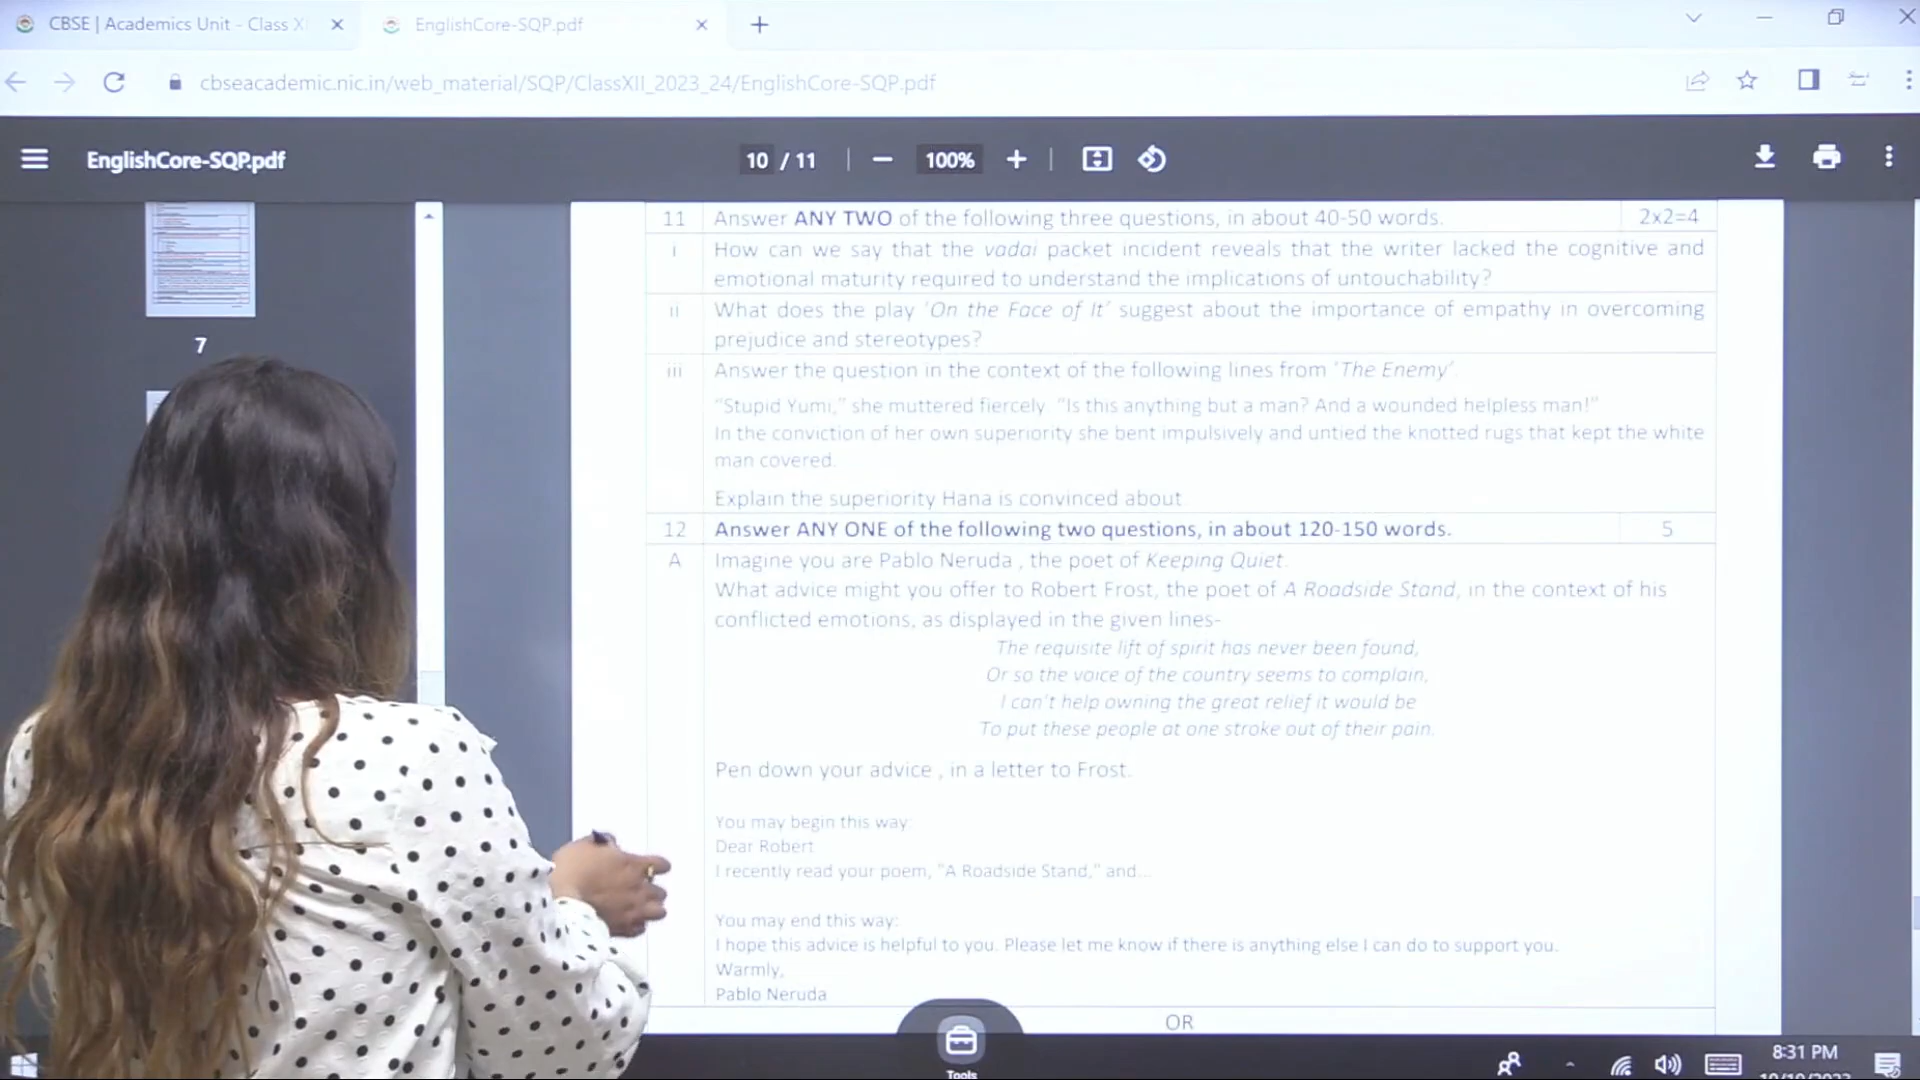 CBSE | Academics Unit - Class X
EnglishCore-SQP.pdf
cbseacademic.nic.in/web_material/SQP/ClassXII_2023_24/EnglishCore-SQP.pdf
EnglishCore-SQP.pdf
10 / 11
100%
7
11 Answer ANY TWO of the following three questions, in about 40-50 words. 2x2=4
i How can we say that the vadai packet incident reveals that the writer lacked the cognitive and
emotional maturity required to understand the implications of untouchability?
ii What does the play ‘On the Face of It’ suggest about the importance of empathy in overcoming
prejudice and stereotypes?
iii Answer the question in the context of the following lines from ‘The Enemy’.
“Stupid Yumi,” she muttered fiercely. “Is this anything but a man? And a wounded helpless man!”
In the conviction of her own superiority she bent impulsively and untied the knotted rugs that kept the white
man covered.
Explain the superiority Hana is convinced about
12 Answer ANY ONE of the following two questions, in about 120-150 words. 5
A Imagine you are Pablo Neruda , the poet of Keeping Quiet.
What advice might you offer to Robert Frost, the poet of A Roadside Stand, in the context of his
conflicted emotions, as displayed in the given lines-
The requisite lift of spirit has never been found,
Or so the voice of the country seems to complain,
I can’t help owning the great relief it would be
To put these people at one stroke out of their pain.
Pen down your advice , in a letter to Frost.
You may begin this way:
Dear Robert
I recently read your poem, "A Roadside Stand," and...
You may end this way:
I hope this advice is helpful to you. Please let me know if there is anything else I can do to support you.
Warmly,
Pablo Neruda
OR
Tools
8:31 PM